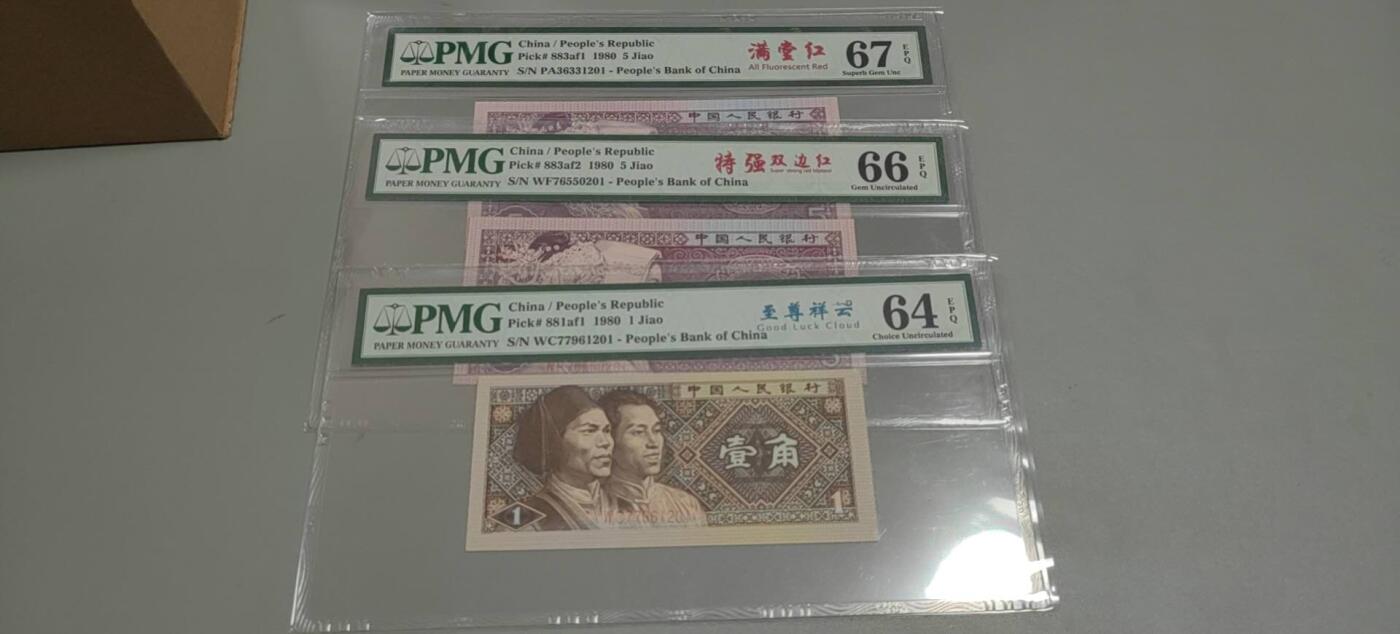 PMG
PAPER MONEY GUARANTY
China / People's Republic
Pick# 883af1 1980 5 Jiao
S/N PA36331201 - People's Bank of China
满堂红
All Fluorescent Red
67
EPQ
Superb Gem Unc
中国人民银行
PMG
PAPER MONEY GUARANTY
China / People's Republic
Pick# 883af2 1980 5 Jiao
S/N WF76550201 - People's Bank of China
特强双边红
66
EPQ
Gem Uncirculated
中国人民银行
PMG
PAPER MONEY GUARANTY
China / People's Republic
Pick# 881af1 1980 1 Jiao
S/N WC77961201 - People's Bank of China
至尊祥云
Good Luck Cloud
64
EPQ
Choice Uncirculated
中国人民银行
壹角
1
1